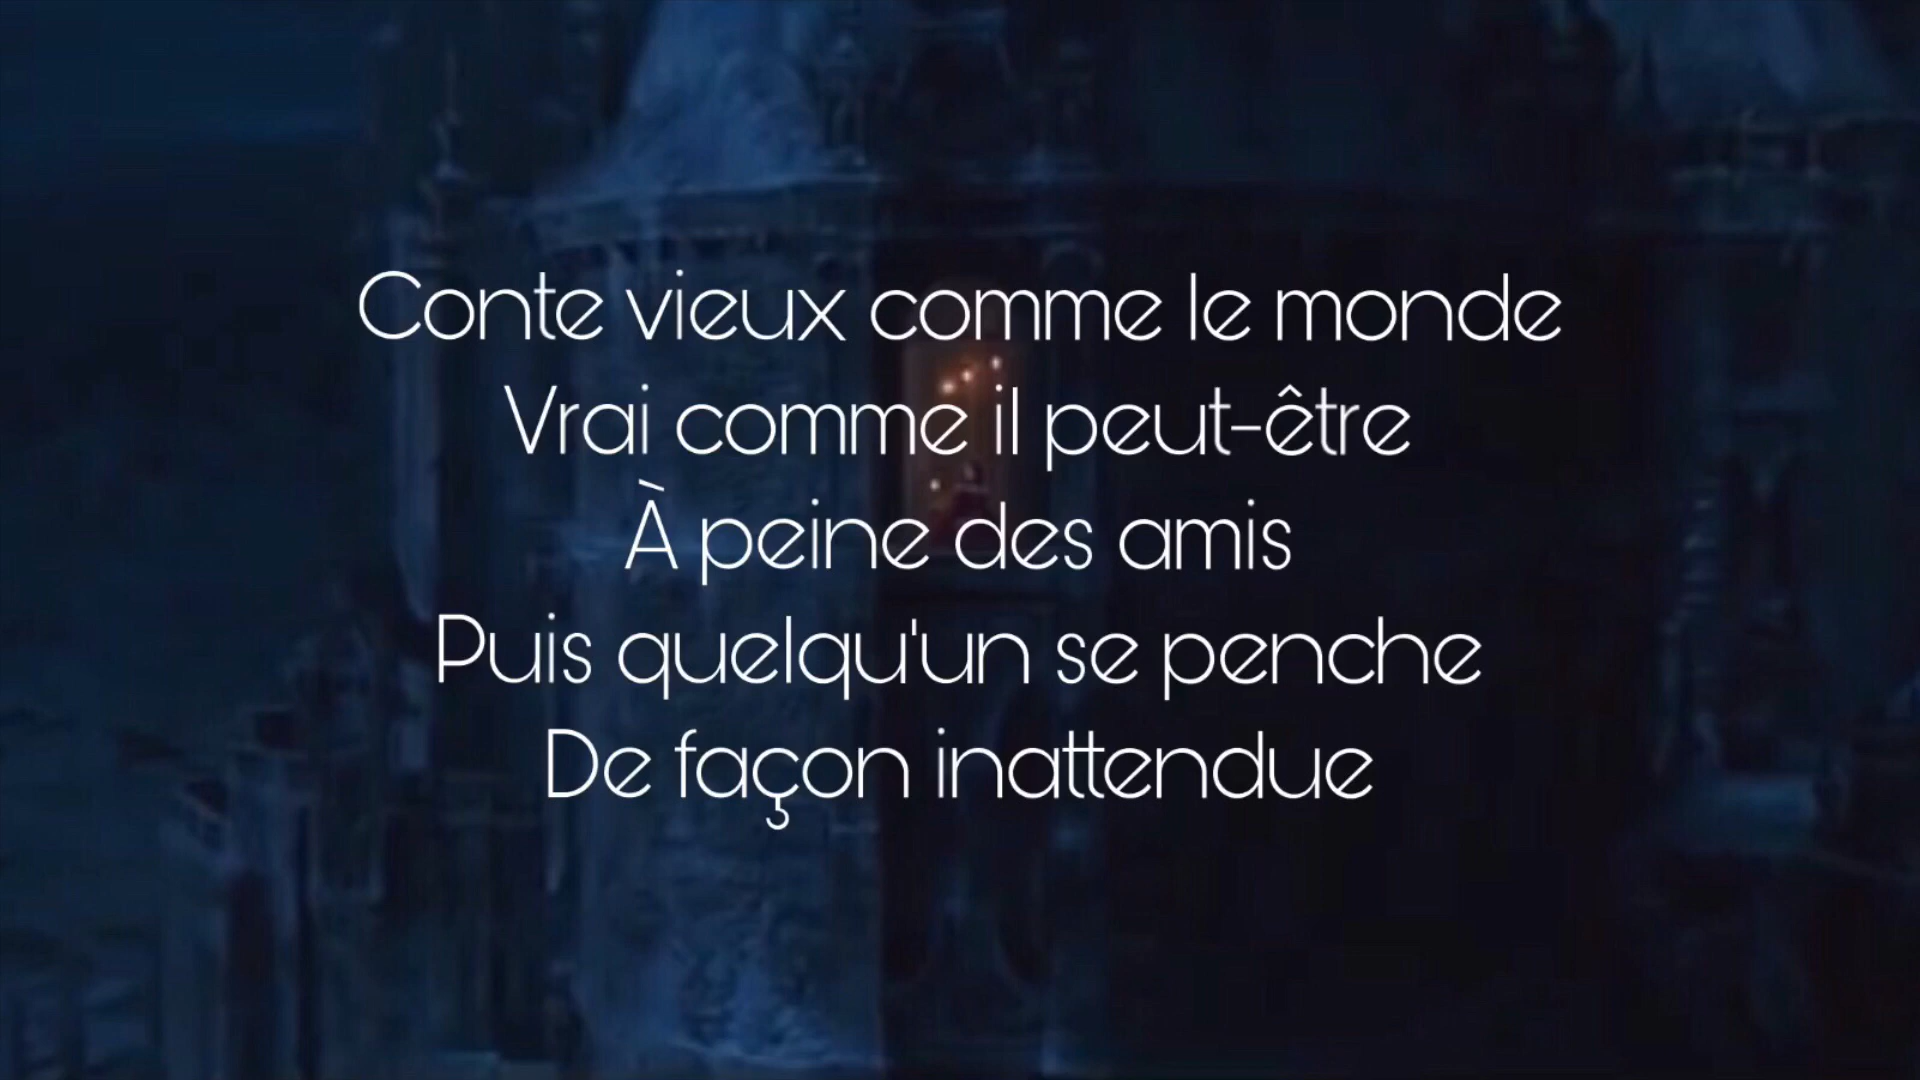 Conte vieux comme le monde
Vrai comme il peut-être
À peine des amis
Puis quelqu'un se penche
De façon inattendue